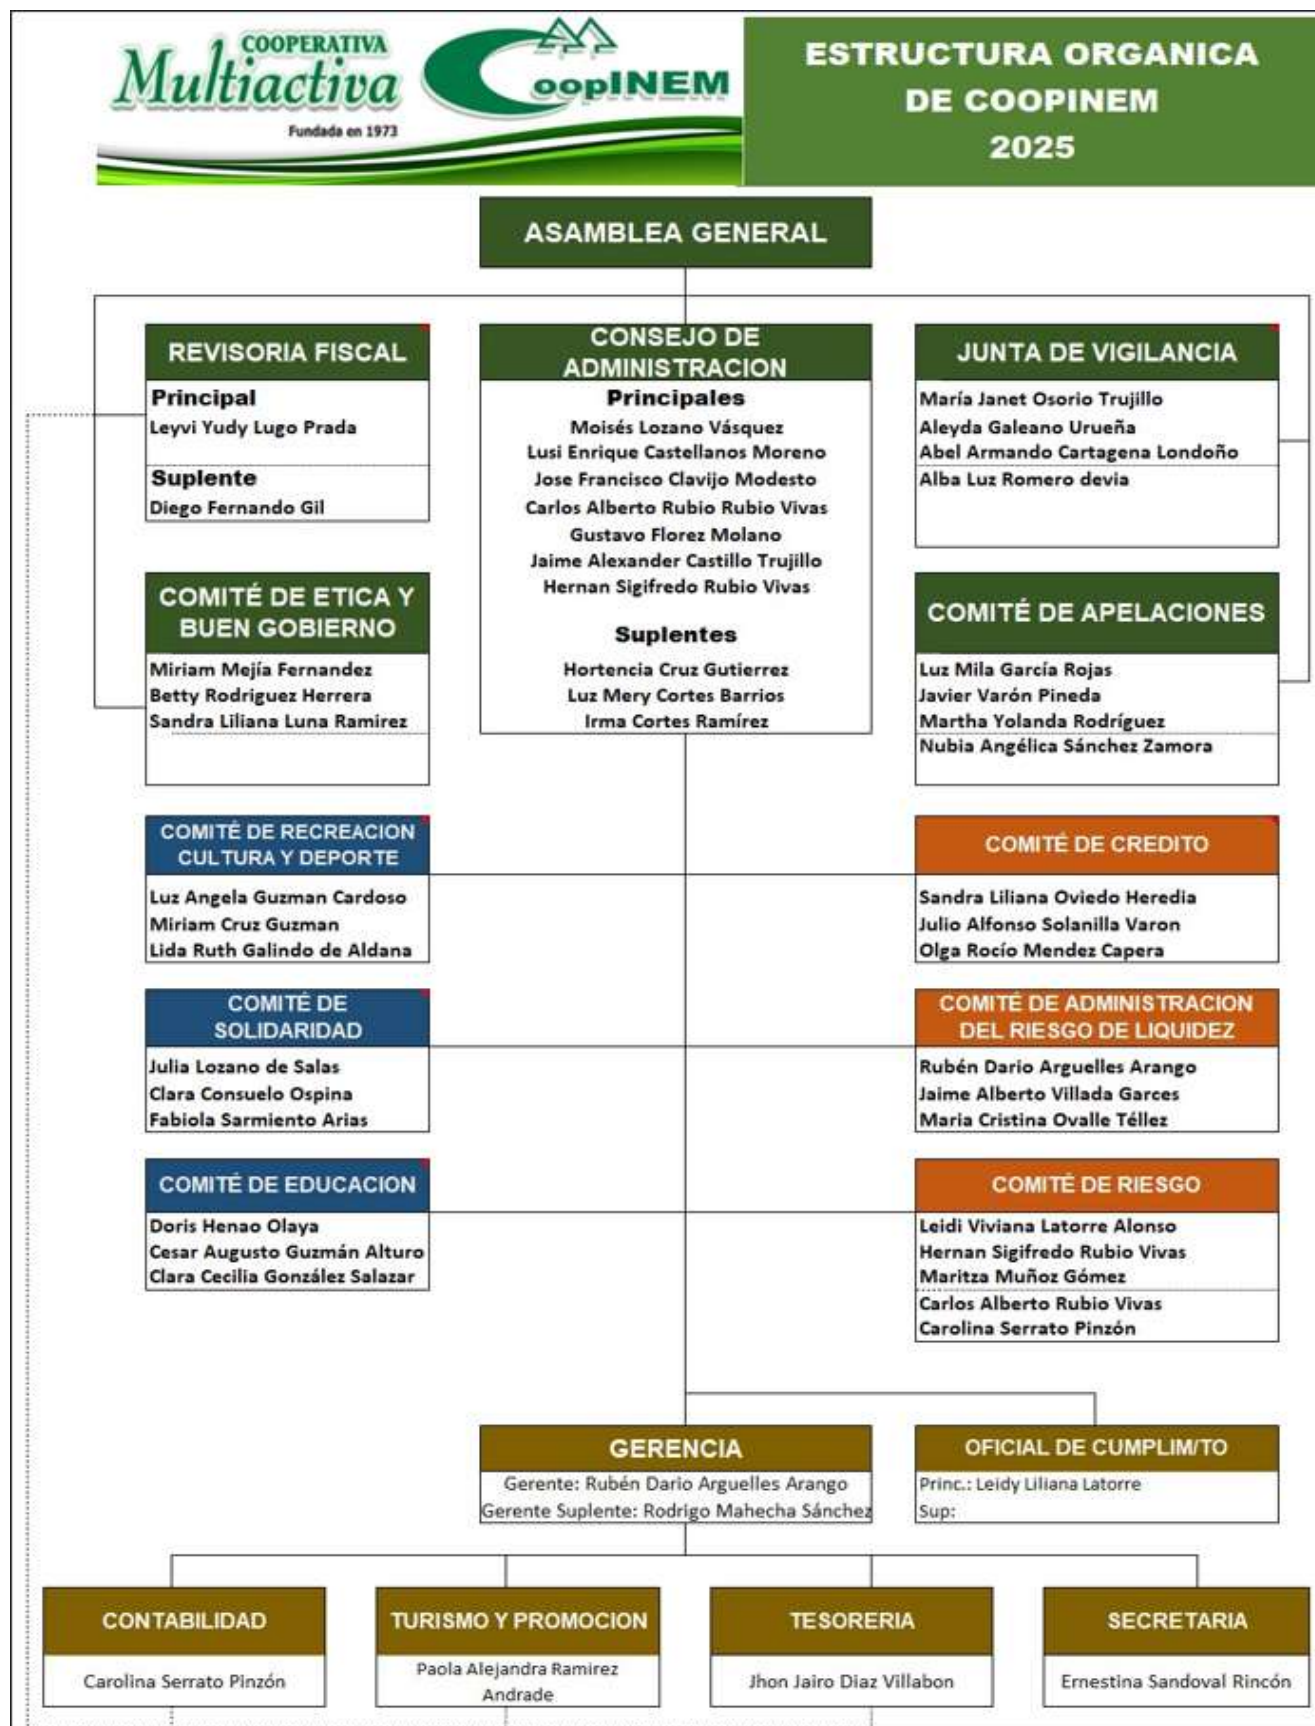 COOPERATIVA
Multiactiva
CoopINEM
Fundada en 1973
ESTRUCTURA ORGANICA
DE COOPINEM
2025
ASAMBLEA GENERAL
REVISORIA FISCAL
Principal
Leyvi Yudy Lugo Prada
Suplente
Diego Fernando Gil
CONSEJO DE
ADMINISTRACION
Principales
Moisés Lozano Vásquez
Lusi Enrique Castellanos Moreno
Jose Francisco Clavijo Modesto
Carlos Alberto Rubio Rubio Vivas
Gustavo Florez Molano
Jaime Alexander Castillo Trujillo
Hernan Sigifredo Rubio Vivas
Suplentes
Hortencia Cruz Gutierrez
Luz Mery Cortes Barrios
Irma Cortes Ramírez
JUNTA DE VIGILANCIA
María Janet Osorio Trujillo
Aleyda Galeano Urueña
Abel Armando Cartagena Londoño
Alba Luz Romero devia
COMITÉ DE ETICA Y
BUEN GOBIERNO
Miriam Mejía Fernandez
Betty Rodriguez Herrera
Sandra Liliana Luna Ramirez
COMITÉ DE APELACIONES
Luz Mila García Rojas
Javier Varón Pineda
Martha Yolanda Rodríguez
Nubia Angélica Sánchez Zamora
COMITÉ DE RECREACION
CULTURA Y DEPORTE
Luz Angela Guzman Cardoso
Miriam Cruz Guzman
Lida Ruth Galindo de Aldana
COMITÉ DE CREDITO
Sandra Liliana Oviedo Heredia
Julio Alfonso Solanilla Varon
Olga Rocío Mendez Capera
COMITÉ DE
SOLIDARIDAD
Julia Lozano de Salas
Clara Consuelo Ospina
Fabiola Sarmiento Arias
COMITÉ DE ADMINISTRACION
DEL RIESGO DE LIQUIDEZ
Rubén Dario Arguelles Arango
Jaime Alberto Villada Garces
Maria Cristina Ovalle Téllez
COMITÉ DE EDUCACION
Doris Henao Olaya
Cesar Augusto Guzmán Alturo
Clara Cecilia González Salazar
COMITÉ DE RIESGO
Leidi Viviana Latorre Alonso
Hernan Sigifredo Rubio Vivas
Maritza Muñoz Gómez
Carlos Alberto Rubio Vivas
Carolina Serrato Pinzón
GERENCIA
Gerente: Rubén Dario Arguelles Arango
Gerente Suplente: Rodrigo Mahecha Sánchez
OFICIAL DE CUMPLIM/TO
Princ.: Leidy Liliana Latorre
Sup:
CONTABILIDAD
Carolina Serrato Pinzón
TURISMO Y PROMOCION
Paola Alejandra Ramirez
Andrade
TESORERIA
Jhon Jairo Diaz Villabon
SECRETARIA
Ernestina Sandoval Rincón